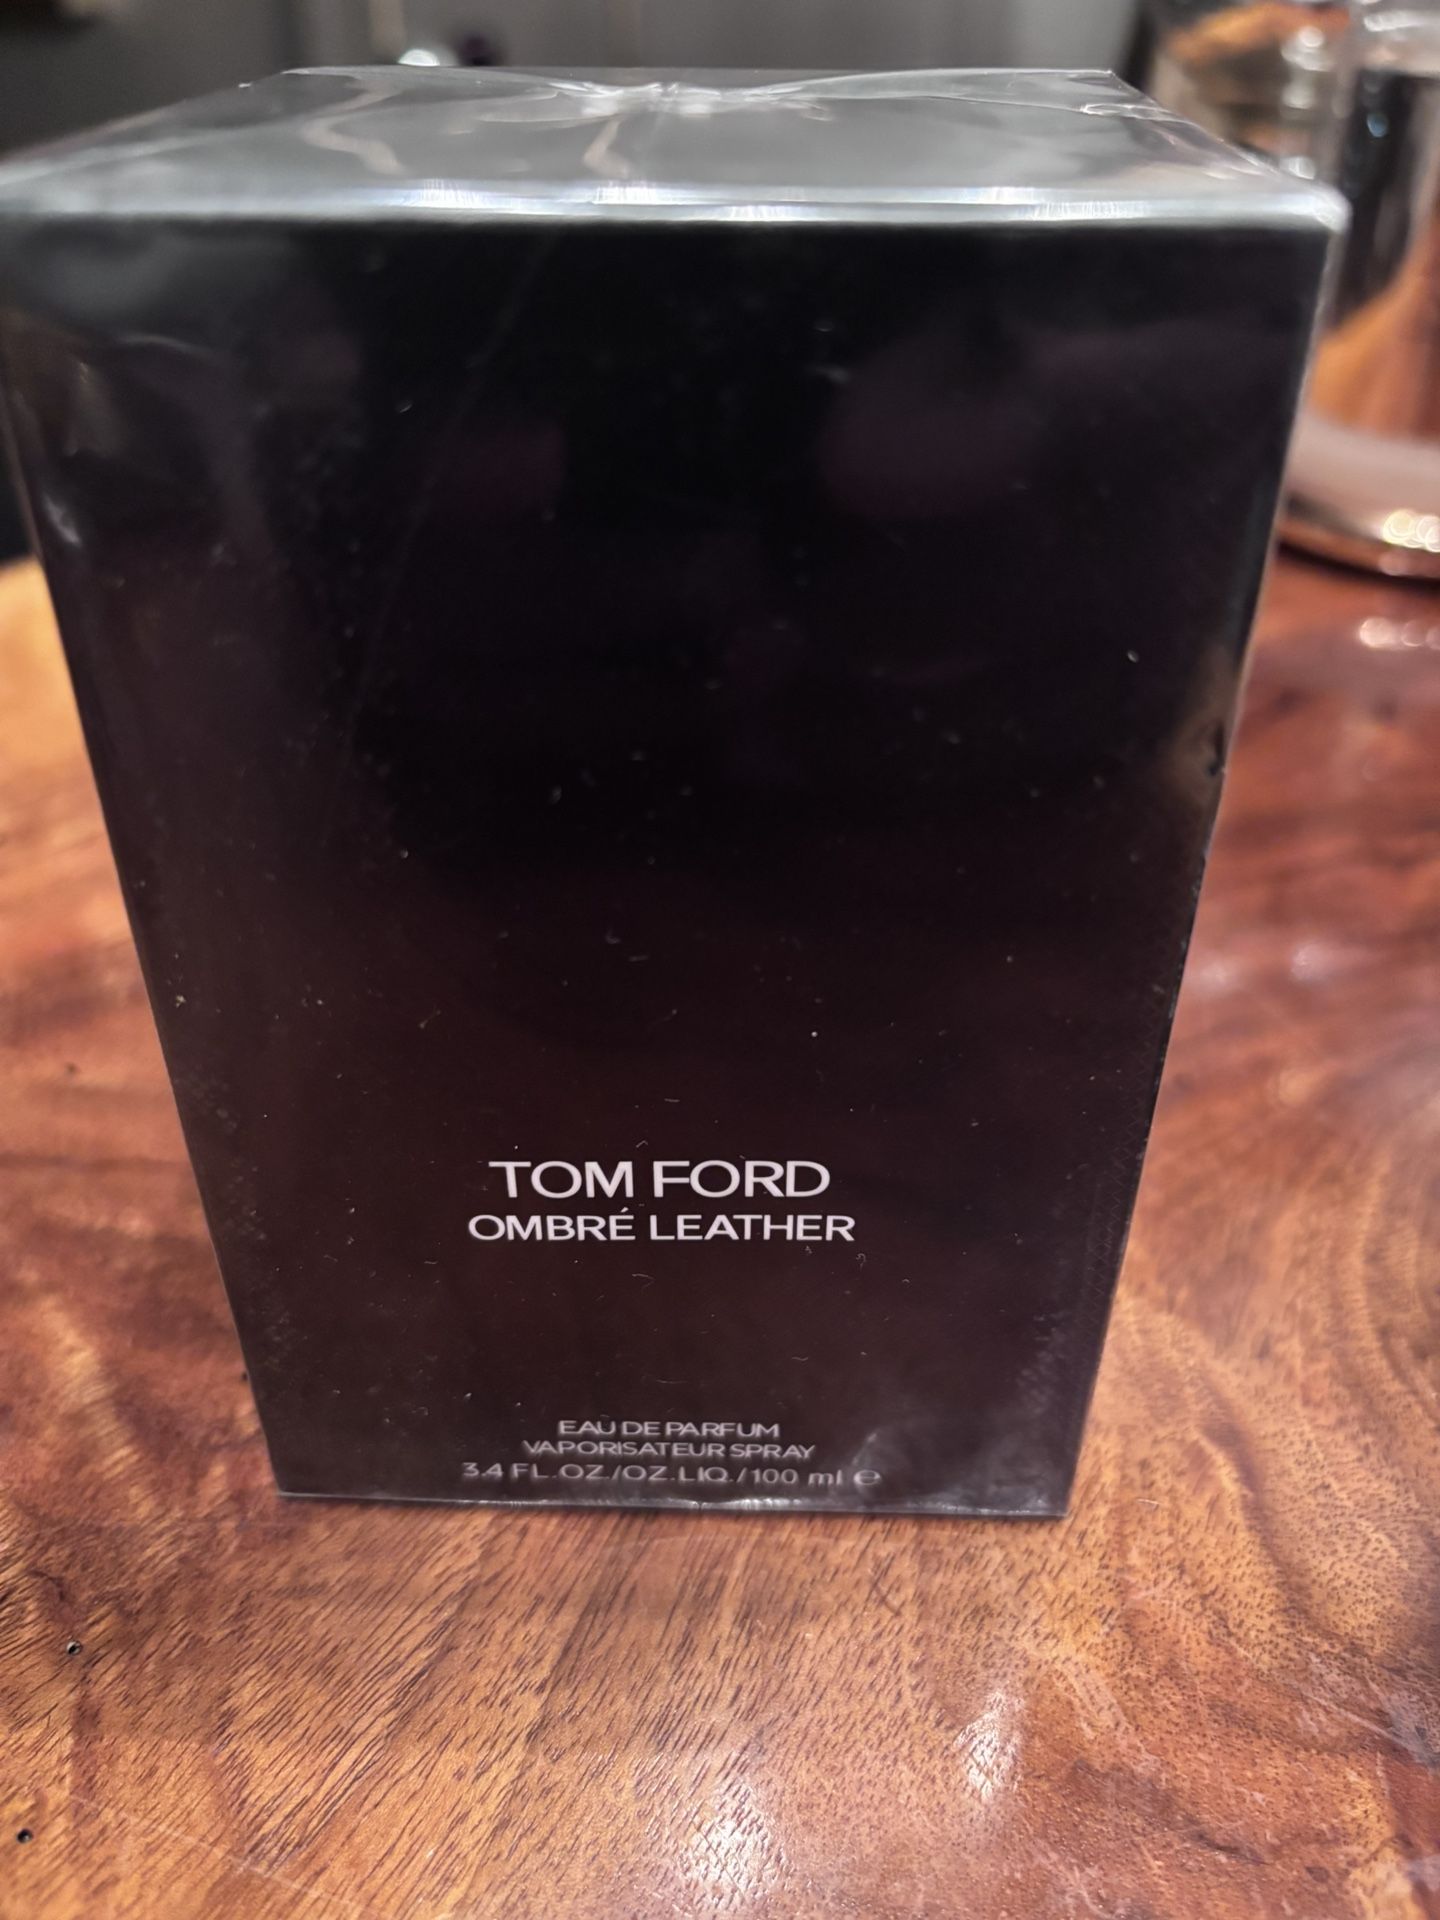 TOM FORD
OMBRÉ LEATHER
EAU DE PARFUM
VAPORISATEUR SPRAY
3.4 FL.OZ./OZ.LIQ./100 ml ℮